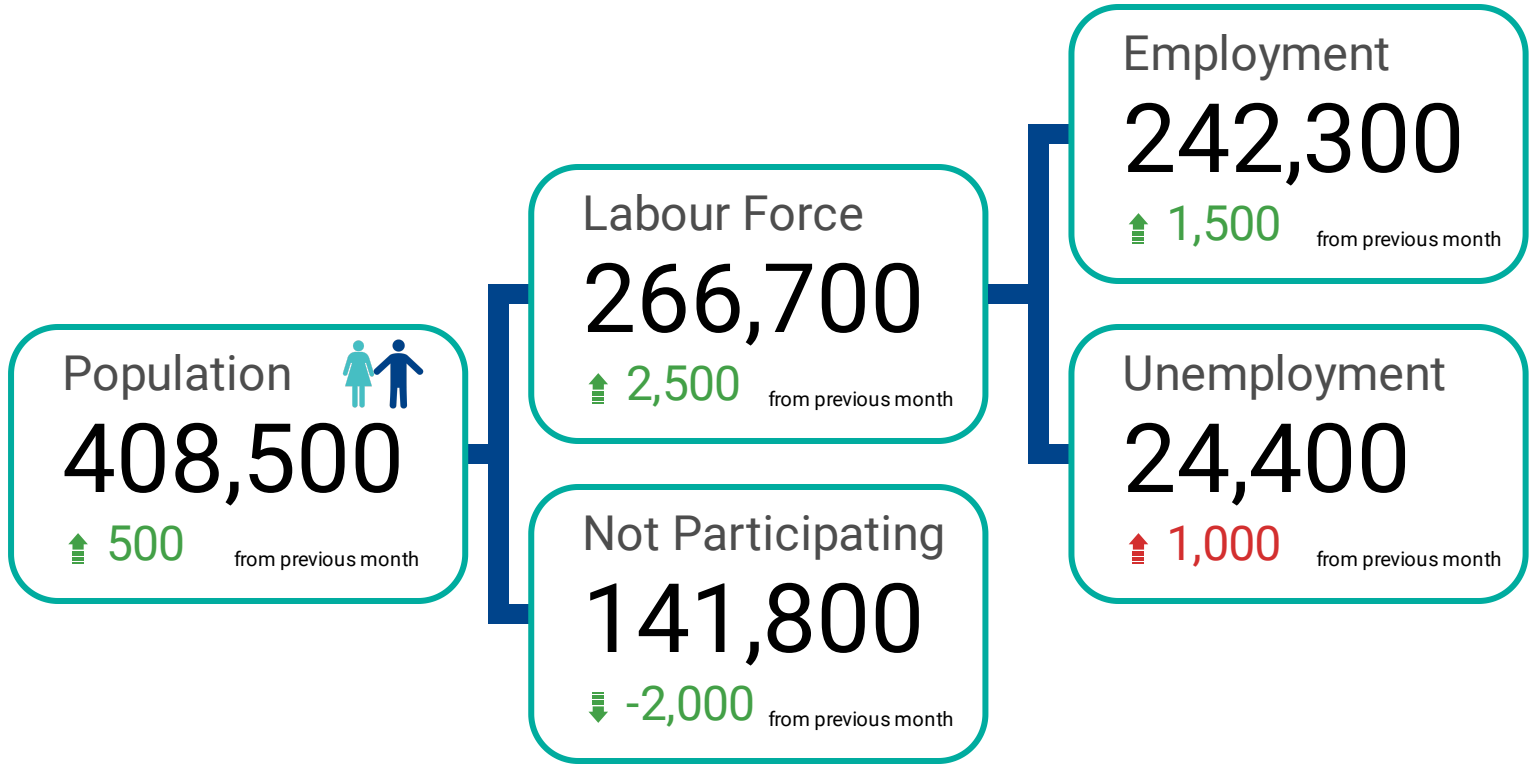 Population
408,500
500 from previous month
Labour Force
266,700
2,500 from previous month
Not Participating
141,800
-2,000 from previous month
Employment
242,300
1,500 from previous month
Unemployment
24,400
1,000 from previous month